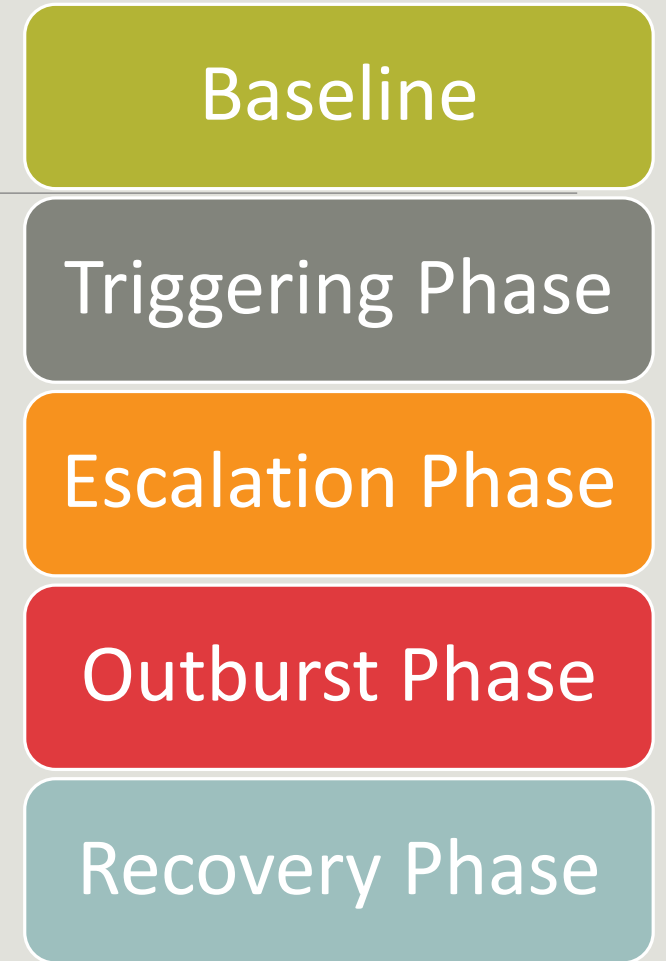 Baseline
Triggering Phase
Escalation Phase
Outburst Phase
Recovery Phase